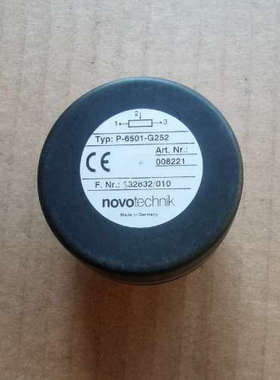 2
1 3
Typ: P-6501-G252
CE Art. Nr.:
008221
F. Nr.: 132632/010
novotechnik
Made in Germany